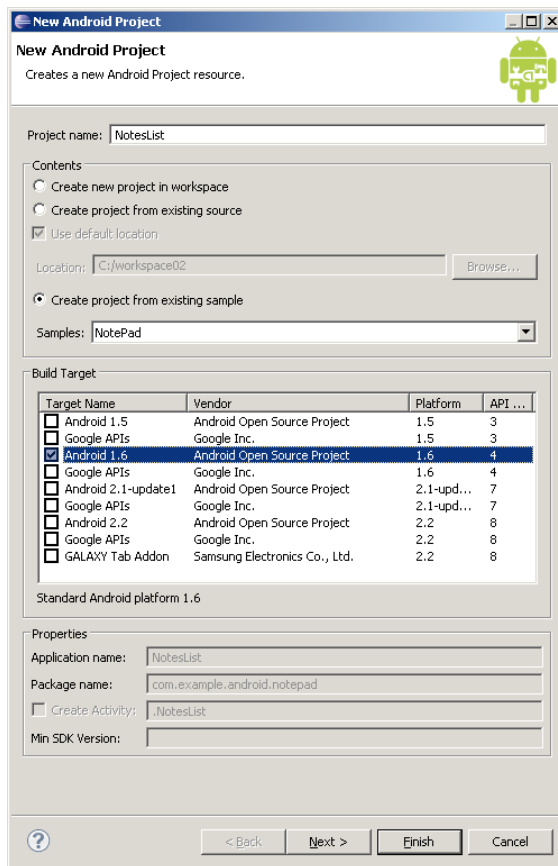 New Android Project
New Android Project
Creates a new Android Project resource.
Project name: NotesList
Contents
Create new project in workspace
Create project from existing source
Use default location
Location: C:/workspace02 Browse...
Create project from existing sample
Samples: NotePad
Build Target
Target Name Vendor Platform API ...
Android 1.5 Android Open Source Project 1.5 3
Google APIs Google Inc. 1.5 3
Android 1.6 Android Open Source Project 1.6 4
Google APIs Google Inc. 1.6 4
Android 2.1-update1 Android Open Source Project 2.1-upd... 7
Google APIs Google Inc. 2.1-upd... 7
Android 2.2 Android Open Source Project 2.2 8
Google APIs Google Inc. 2.2 8
GALAXY Tab Addon Samsung Electronics Co., Ltd. 2.2 8
Standard Android platform 1.6
Properties
Application name: NotesList
Package name: com.example.android.notepad
Create Activity: .NotesList
Min SDK Version:
? < Back Next > Finish Cancel